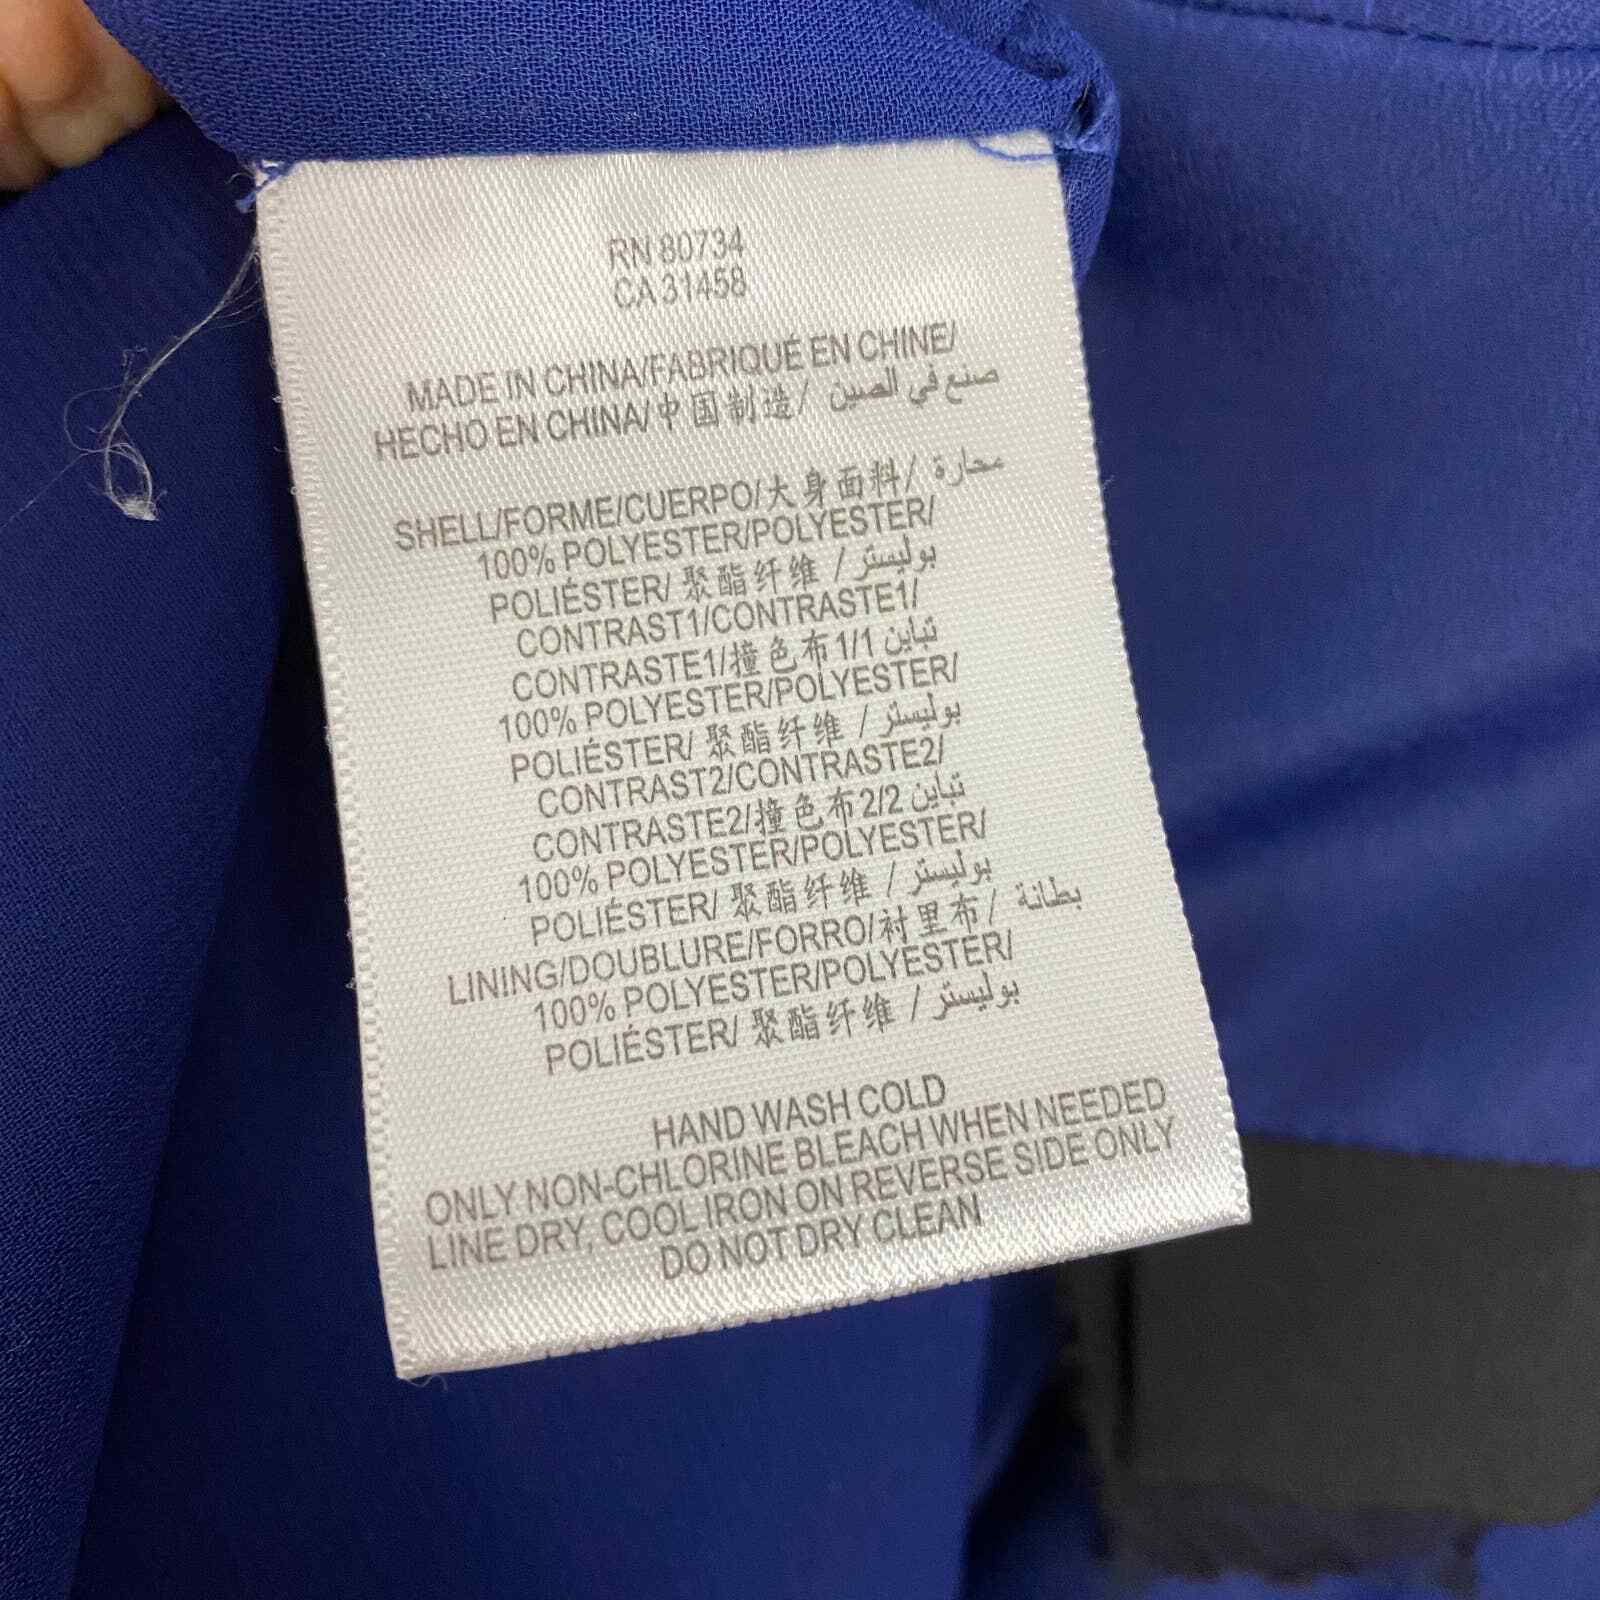 RN 80734
CA 31458
MADE IN CHINA/FABRIQUÉ EN CHINE/
HECHO EN CHINA/中国制造/ صنع في الصين
SHELL/FORME/CUERPO/大身面料/ محارة
100% POLYESTER/POLYESTER/
POLIÉSTER/ 聚酯纤维 / بوليستر
CONTRAST1/CONTRASTE1/
CONTRASTE1/撞色布1/1 تباين
100% POLYESTER/POLYESTER/
POLIÉSTER/ 聚酯纤维 / بوليستر
CONTRAST2/CONTRASTE2/
CONTRASTE2/撞色布2/2 تباين
100% POLYESTER/POLYESTER/
POLIÉSTER/ 聚酯纤维 / بوليستر
LINING/DOUBLURE/FORRO/衬里布/ بطانة
100% POLYESTER/POLYESTER/
POLIÉSTER/ 聚酯纤维 / بوليستر
HAND WASH COLD
ONLY NON-CHLORINE BLEACH WHEN NEEDED
LINE DRY, COOL IRON ON REVERSE SIDE ONLY
DO NOT DRY CLEAN